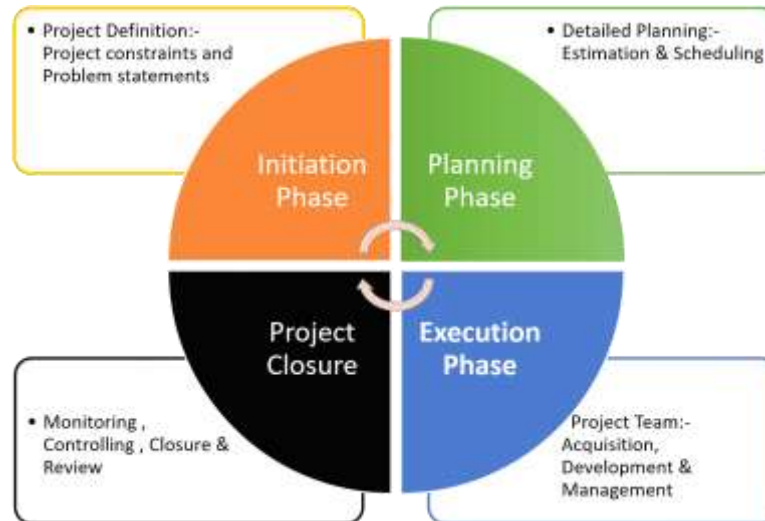 • Project Definition:-
Project constraints and
Problem statements
• Detailed Planning:-
Estimation & Scheduling
Initiation
Phase
Planning
Phase
Project
Closure
Execution
Phase
• Monitoring ,
Controlling , Closure &
Review
Project Team:-
Acquisition,
Development &
Management